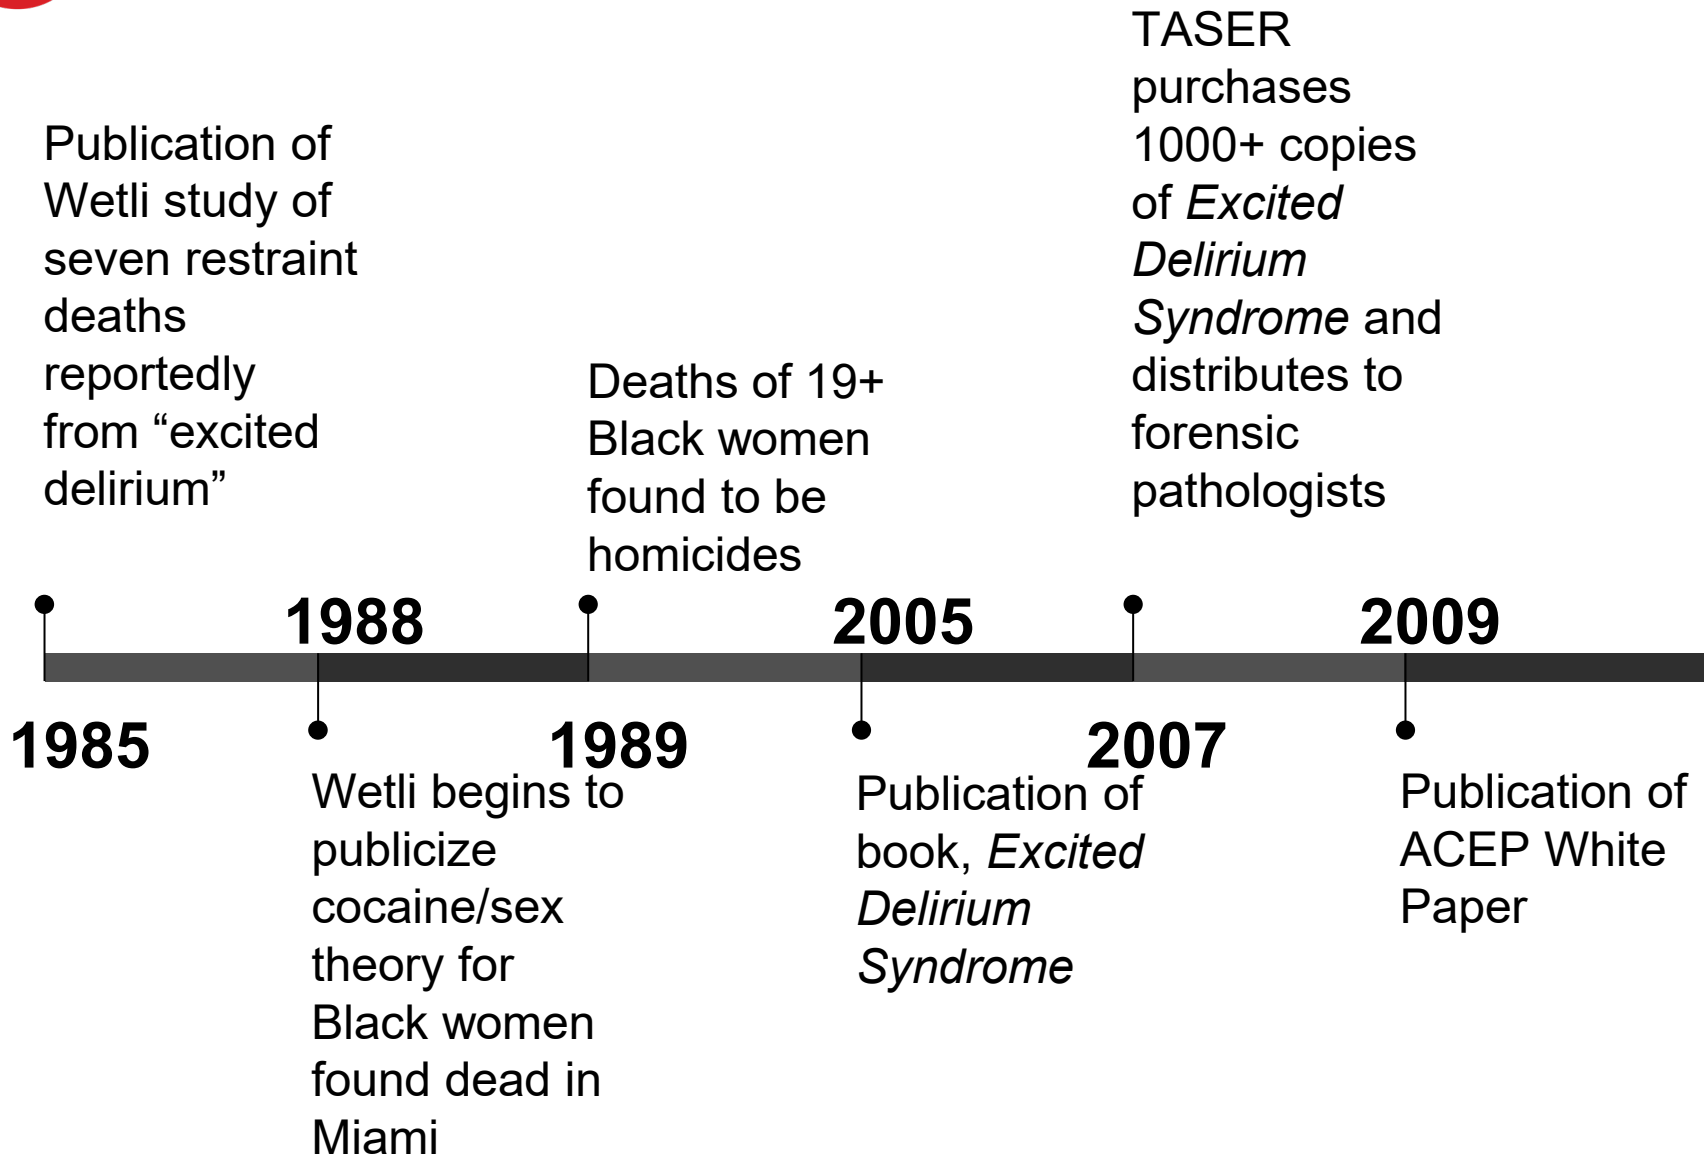 Publication of
Wetli study of
seven restraint
deaths
reportedly
from “excited
delirium”
1985
1988
Wetli begins to
publicize
cocaine/sex
theory for
Black women
found dead in
Miami
Deaths of 19+
Black women
found to be
homicides
1989
2005
Publication of
book, Excited
Delirium
Syndrome
TASER
purchases
1000+ copies
of Excited
Delirium
Syndrome and
distributes to
forensic
pathologists
2007
2009
Publication of
ACEP White
Paper